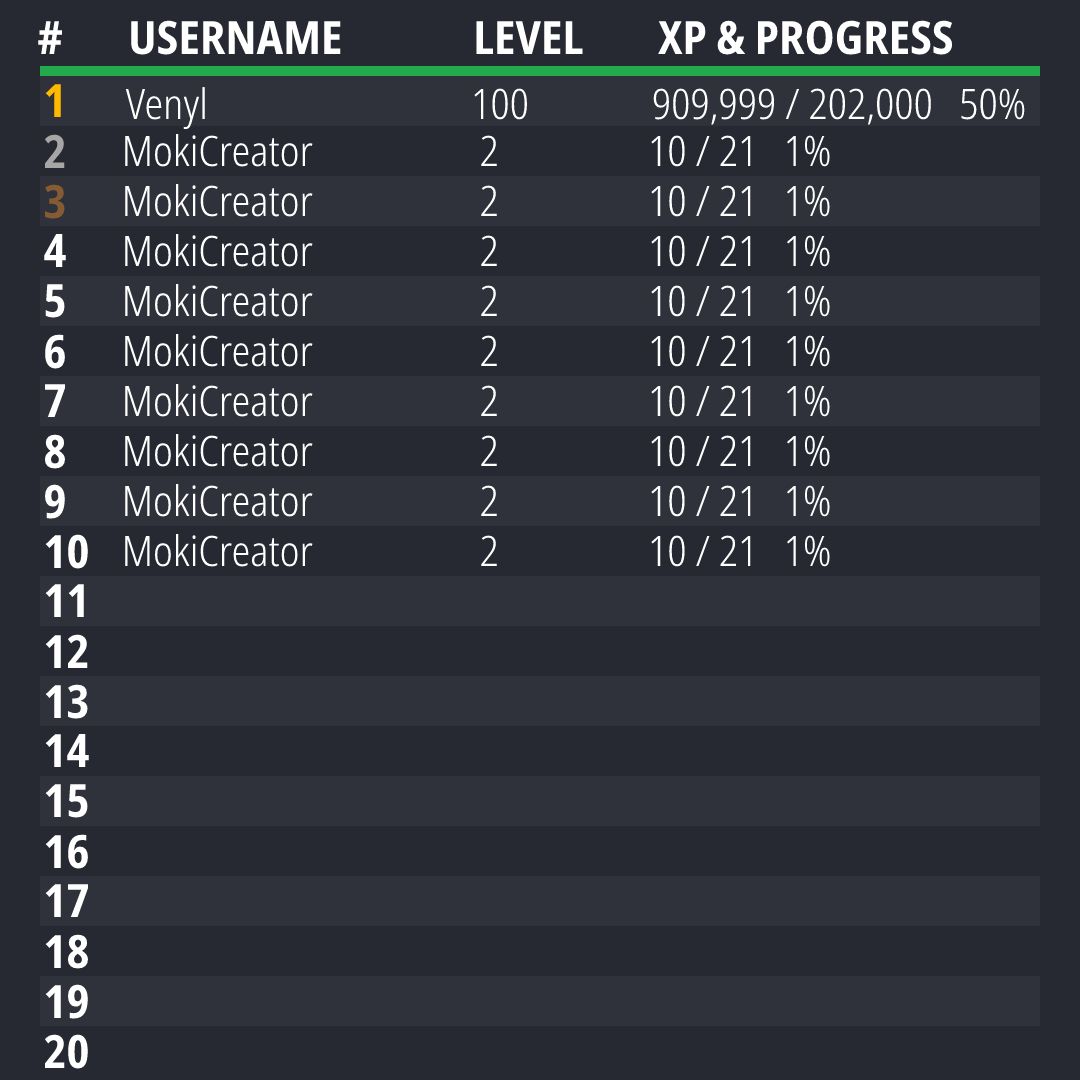 # USERNAME LEVEL XP & PROGRESS
1 Venyl 100 909,999 / 202,000 50%
2 MokiCreator 2 10 / 21 1%
3 MokiCreator 2 10 / 21 1%
4 MokiCreator 2 10 / 21 1%
5 MokiCreator 2 10 / 21 1%
6 MokiCreator 2 10 / 21 1%
7 MokiCreator 2 10 / 21 1%
8 MokiCreator 2 10 / 21 1%
9 MokiCreator 2 10 / 21 1%
10 MokiCreator 2 10 / 21 1%
11
12
13
14
15
16
17
18
19
20